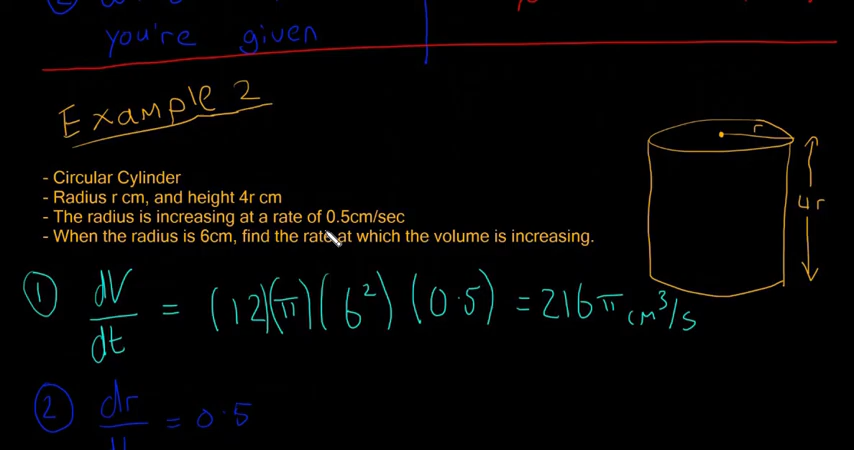 you're given
Example 2
- Circular Cylinder
- Radius r cm, and height 4r cm
- The radius is increasing at a rate of 0.5cm/sec
- When the radius is 6cm, find the rate at which the volume is increasing.
r
4r
① dV/dt = (12)(π)(6²)(0.5) = 216π cm³/s
② dr = 0.5